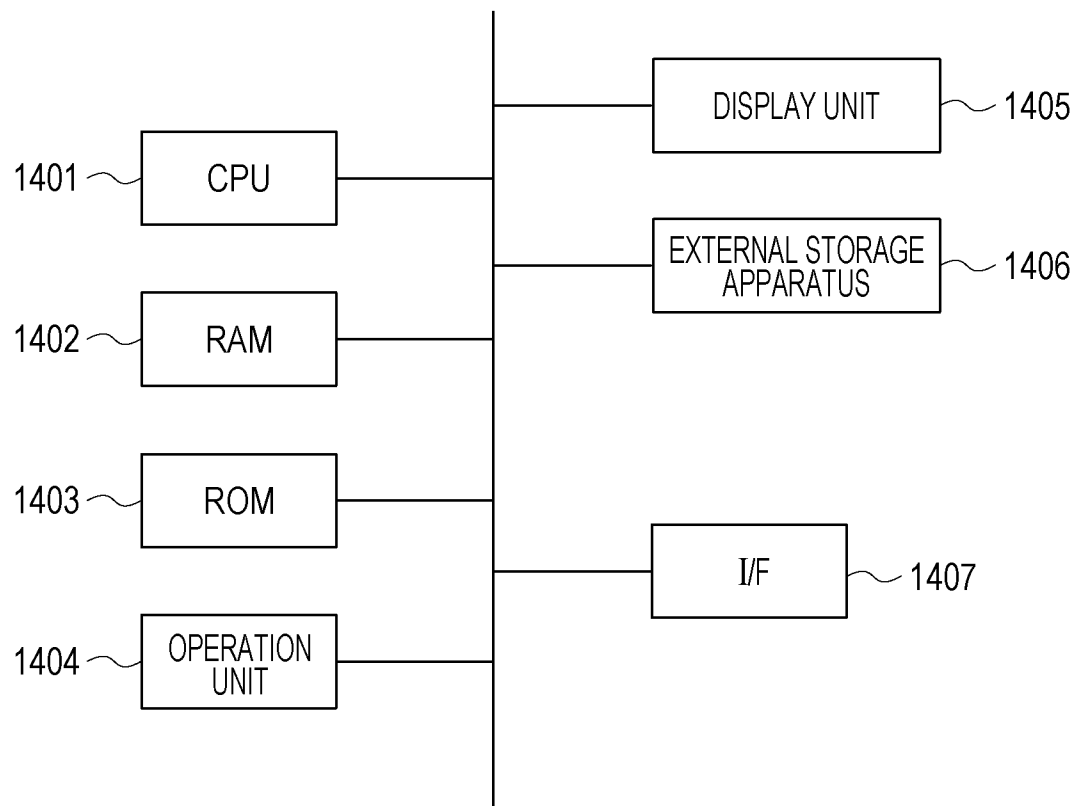 1401
CPU
1402
RAM
1403
ROM
1404
OPERATION
UNIT
DISPLAY UNIT
1405
EXTERNAL STORAGE
APPARATUS
1406
I/F
1407